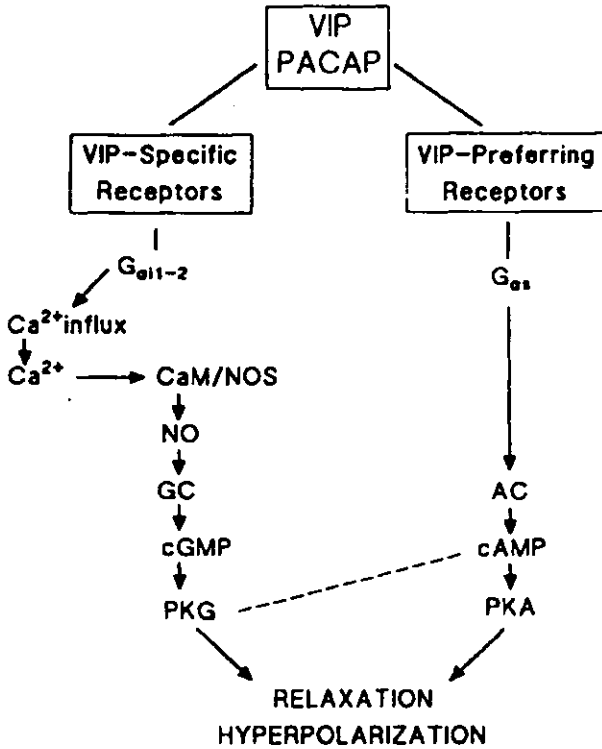 VIP
PACAP
VIP-Specific
Receptors
VIP-Preferring
Receptors
Gαi1-2
Gαs
Ca²⁺influx
Ca²⁺
CaM/NOS
NO
GC
AC
cGMP
cAMP
PKG
PKA
RELAXATION
HYPERPOLARIZATION